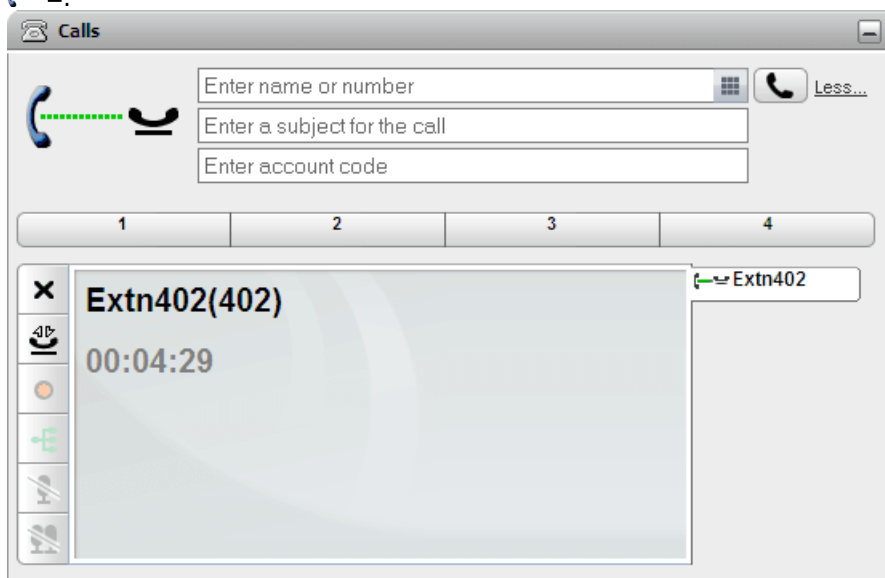 Calls
Enter name or number
Less...
Enter a subject for the call
Enter account code
1 2 3 4
Extn402(402)
Extn402
00:04:29